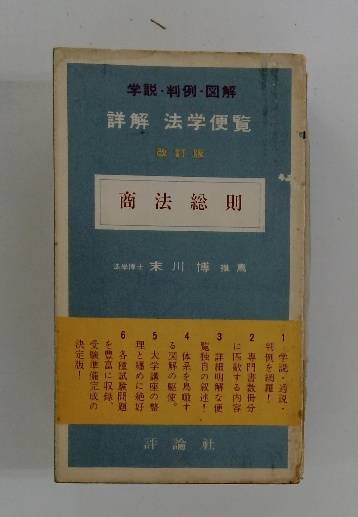 学説・判例・図解
詳解 法学便覧
改訂版
商法総則
法学博士 末川博 推薦
1 学説・通説・
判例を網羅！
2 専門書数冊分
に匹敵する内容
3 詳細明解な便
覧独自の叙述！
4 体系を鳥瞰す
る図解の駆使。
5 大学講座の整
理と纏めに絶好
6 各種試験問題
を豊富に収録、
受験準備完成の
決定版！
評論社